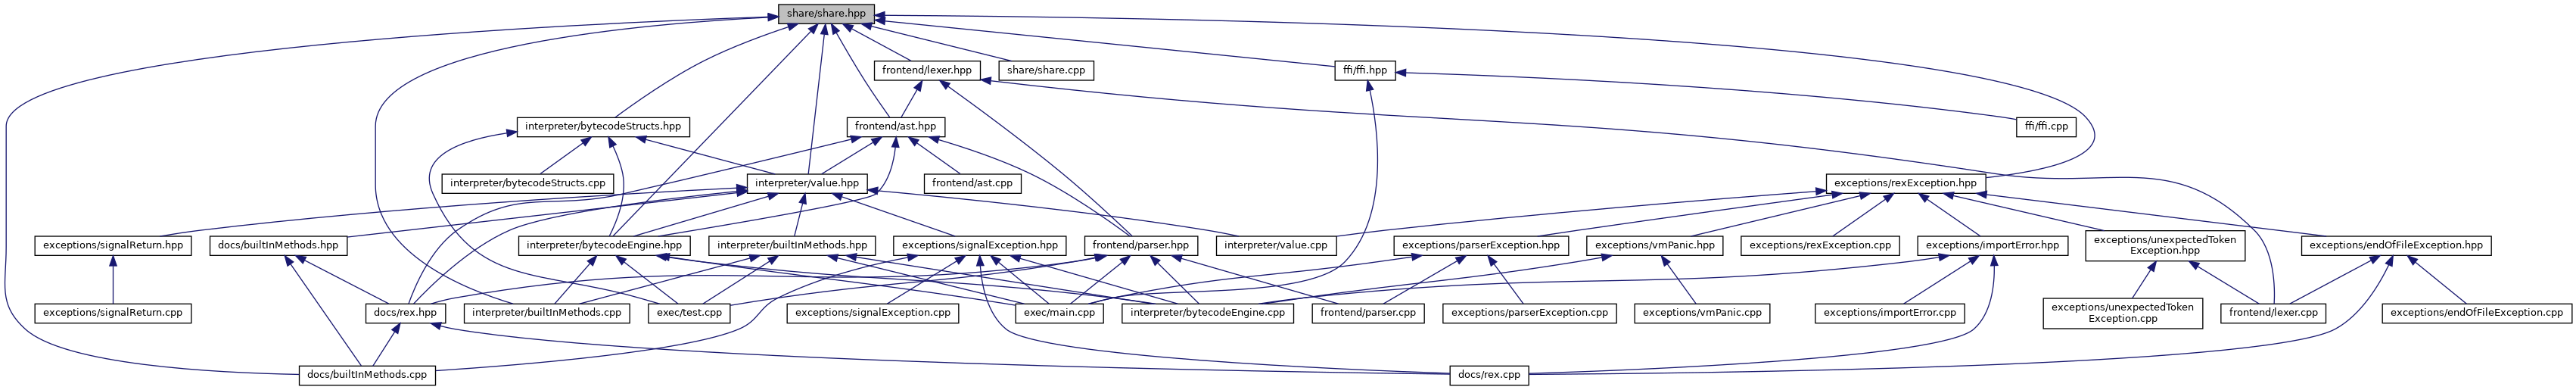 share/share.hpp
frontend/lexer.hpp
share/share.cpp
ffi/ffi.hpp
interpreter/bytecodeStructs.hpp
frontend/ast.hpp
ffi/ffi.cpp
interpreter/bytecodeStructs.cpp
interpreter/value.hpp
frontend/ast.cpp
exceptions/rexException.hpp
exceptions/signalReturn.hpp
docs/builtInMethods.hpp
interpreter/bytecodeEngine.hpp
interpreter/builtInMethods.hpp
exceptions/signalException.hpp
frontend/parser.hpp
interpreter/value.cpp
exceptions/parserException.hpp
exceptions/vmPanic.hpp
exceptions/rexException.cpp
exceptions/importError.hpp
exceptions/unexpectedToken
Exception.hpp
exceptions/endOfFileException.hpp
exceptions/signalReturn.cpp
docs/rex.hpp
interpreter/builtInMethods.cpp
exec/test.cpp
exceptions/signalException.cpp
exec/main.cpp
interpreter/bytecodeEngine.cpp
frontend/parser.cpp
exceptions/parserException.cpp
exceptions/vmPanic.cpp
exceptions/importError.cpp
exceptions/unexpectedToken
Exception.cpp
frontend/lexer.cpp
exceptions/endOfFileException.cpp
docs/builtInMethods.cpp
docs/rex.cpp